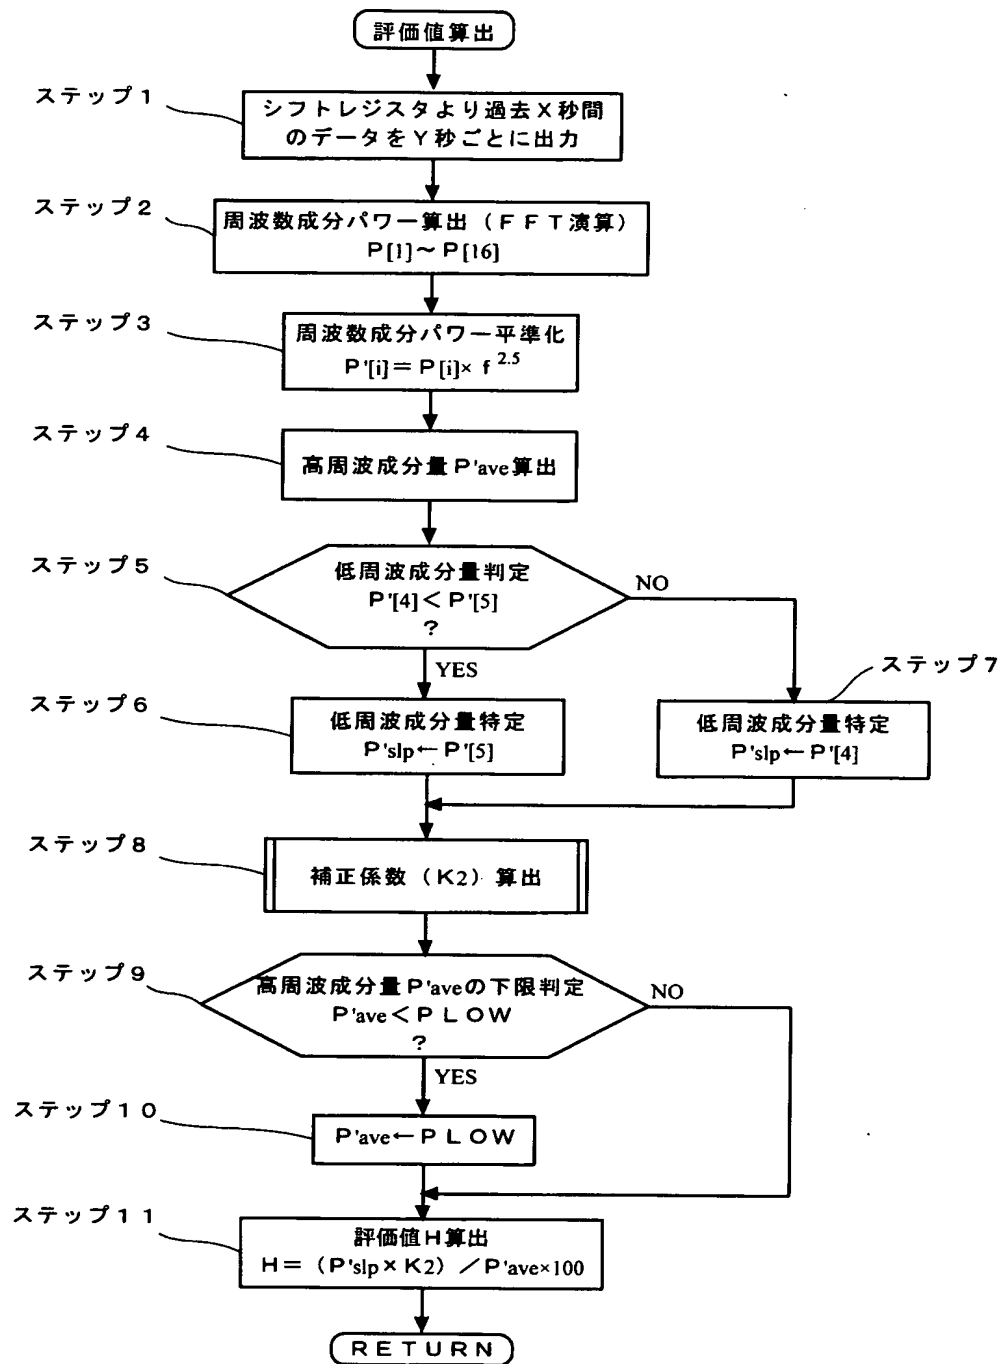 評価値算出
ステップ１
シフトレジスタより過去Ｘ秒間
のデータをＹ秒ごとに出力
ステップ２
周波数成分パワー算出（ＦＦＴ演算）
Ｐ[1]～Ｐ[16]
ステップ３
周波数成分パワー平準化
Ｐ'[i]＝Ｐ[i]×ｆ^2.5
ステップ４
高周波成分量Ｐ'ave算出
ステップ５
低周波成分量判定
Ｐ'[4]＜Ｐ'[5]
？
NO
YES
ステップ７
ステップ６
低周波成分量特定
Ｐ'slp←Ｐ'[5]
低周波成分量特定
Ｐ'slp←Ｐ'[4]
ステップ８
補正係数（Ｋ2）算出
ステップ９
高周波成分量Ｐ'aveの下限判定
Ｐ'ave＜ＰＬＯＷ
？
NO
YES
ステップ１０
Ｐ'ave←ＰＬＯＷ
ステップ１１
評価値Ｈ算出
Ｈ＝（Ｐ'slp×Ｋ2）／Ｐ'ave×100
ＲＥＴＵＲＮ